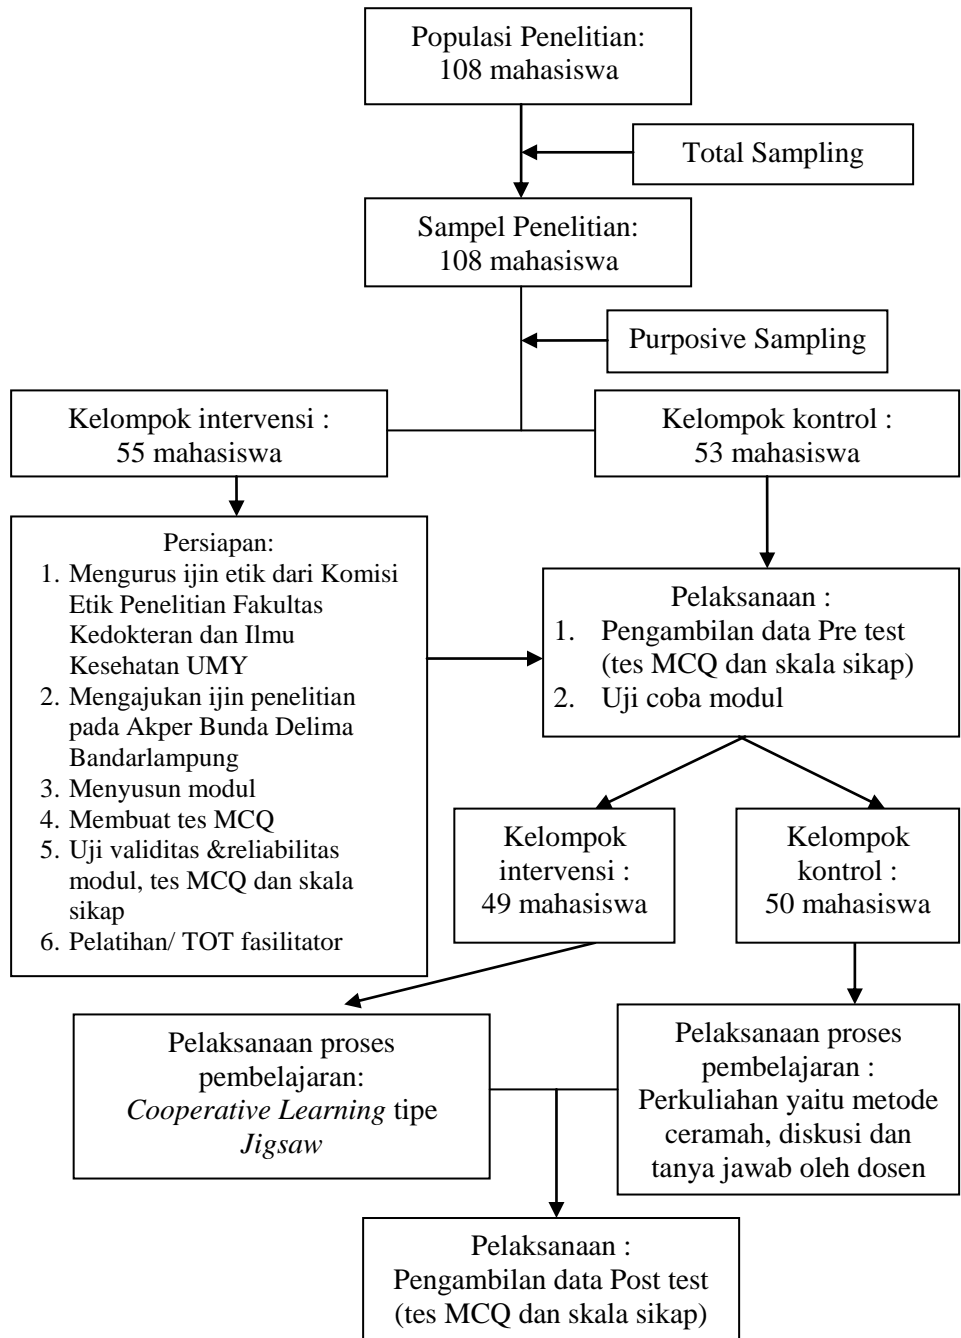 Populasi Penelitian:
108 mahasiswa
Total Sampling
Sampel Penelitian:
108 mahasiswa
Purposive Sampling
Kelompok intervensi :
55 mahasiswa
Kelompok kontrol :
53 mahasiswa
Persiapan:
1. Mengurus ijin etik dari Komisi
Etik Penelitian Fakultas
Kedokteran dan Ilmu
Kesehatan UMY
2. Mengajukan ijin penelitian
pada Akper Bunda Delima
Bandarlampung
3. Menyusun modul
4. Membuat tes MCQ
5. Uji validitas &reliabilitas
modul, tes MCQ dan skala
sikap
6. Pelatihan/ TOT fasilitator
Pelaksanaan :
1. Pengambilan data Pre test
(tes MCQ dan skala sikap)
2. Uji coba modul
Kelompok
intervensi :
49 mahasiswa
Kelompok
kontrol :
50 mahasiswa
Pelaksanaan proses
pembelajaran:
Cooperative Learning tipe
Jigsaw
Pelaksanaan proses
pembelajaran :
Perkuliahan yaitu metode
ceramah, diskusi dan
tanya jawab oleh dosen
Pelaksanaan :
Pengambilan data Post test
(tes MCQ dan skala sikap)